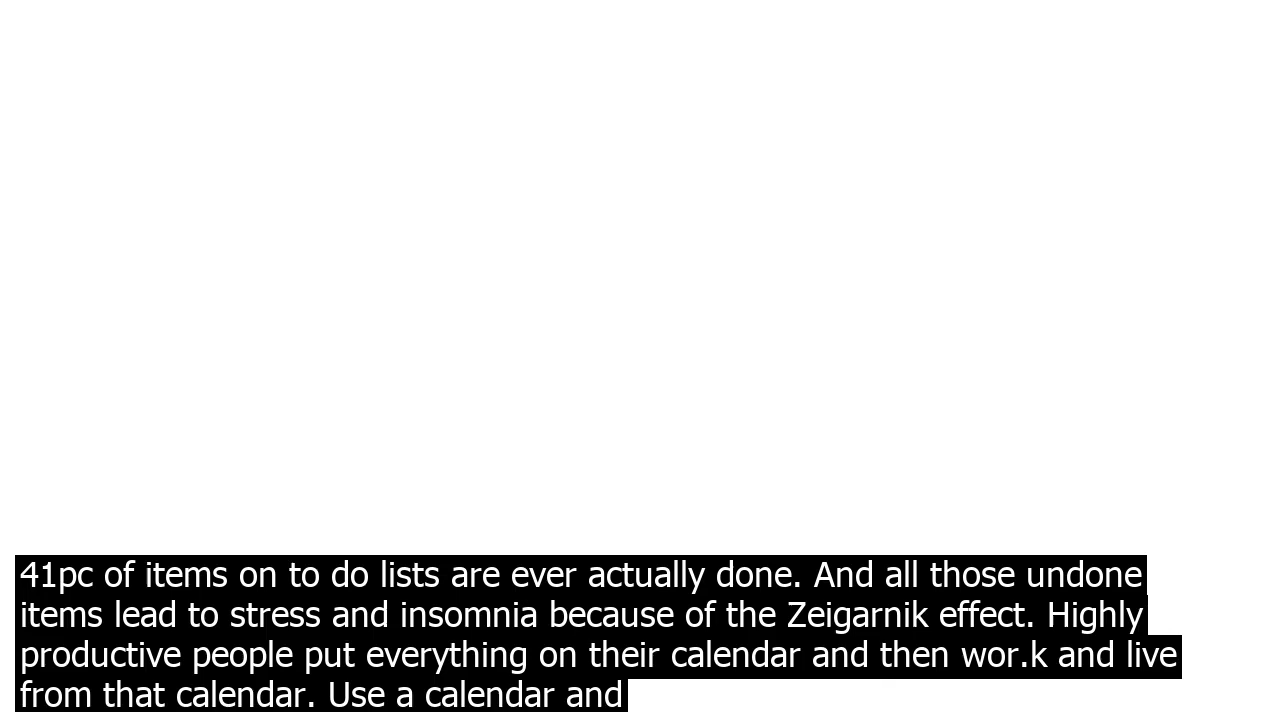 41pc of items on to do lists are ever actually done. And all those undone
items lead to stress and insomnia because of the Zeigarnik effect. Highly
productive people put everything on their calendar and then wor.k and live
from that calendar. Use a calendar and